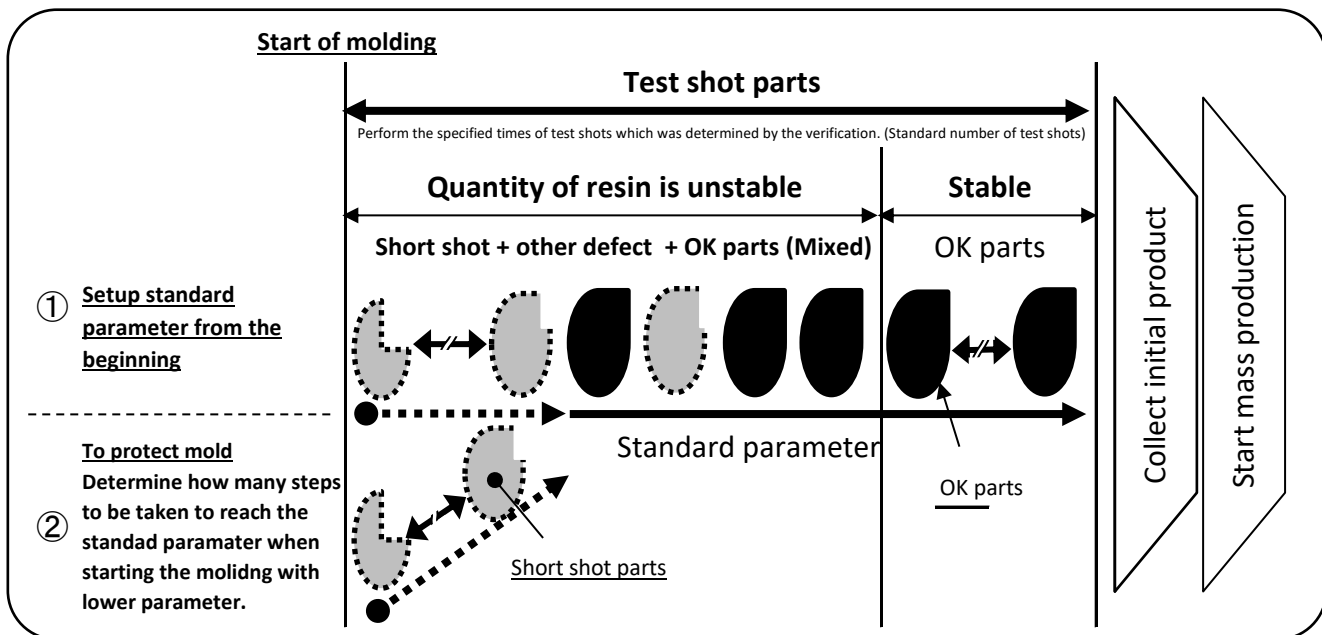 Start of molding
Test shot parts
Perform the specified times of test shots which was determined by the verification. (Standard number of test shots)
Quantity of resin is unstable
Stable
Short shot + other defect + OK parts (Mixed)
OK parts
① Setup standard
parameter from the
beginning
Standard parameter
OK parts
② To protect mold
Determine how many steps
to be taken to reach the
standad paramater when
starting the molidng with
lower parameter.
Short shot parts
Collect initial product
Start mass production